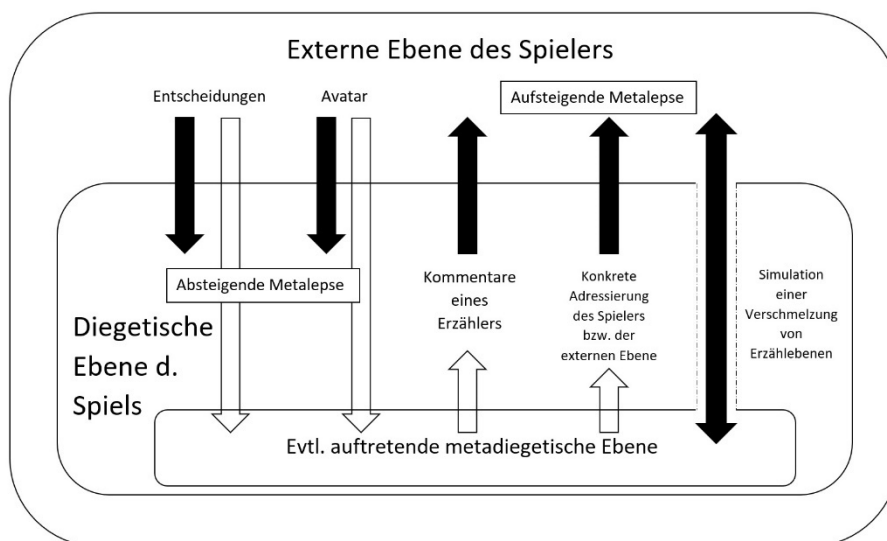 Externe Ebene des Spielers
Entscheidungen
Avatar
Aufsteigende Metalepse
Absteigende Metalepse
Kommentare
eines
Erzählers
Konkrete
Adressierung
des Spielers
bzw. der
externen Ebene
Simulation
einer
Verschmelzung
von
Erzählebenen
Diegetische
Ebene d.
Spiels
Evtl. auftretende metadiegetische Ebene